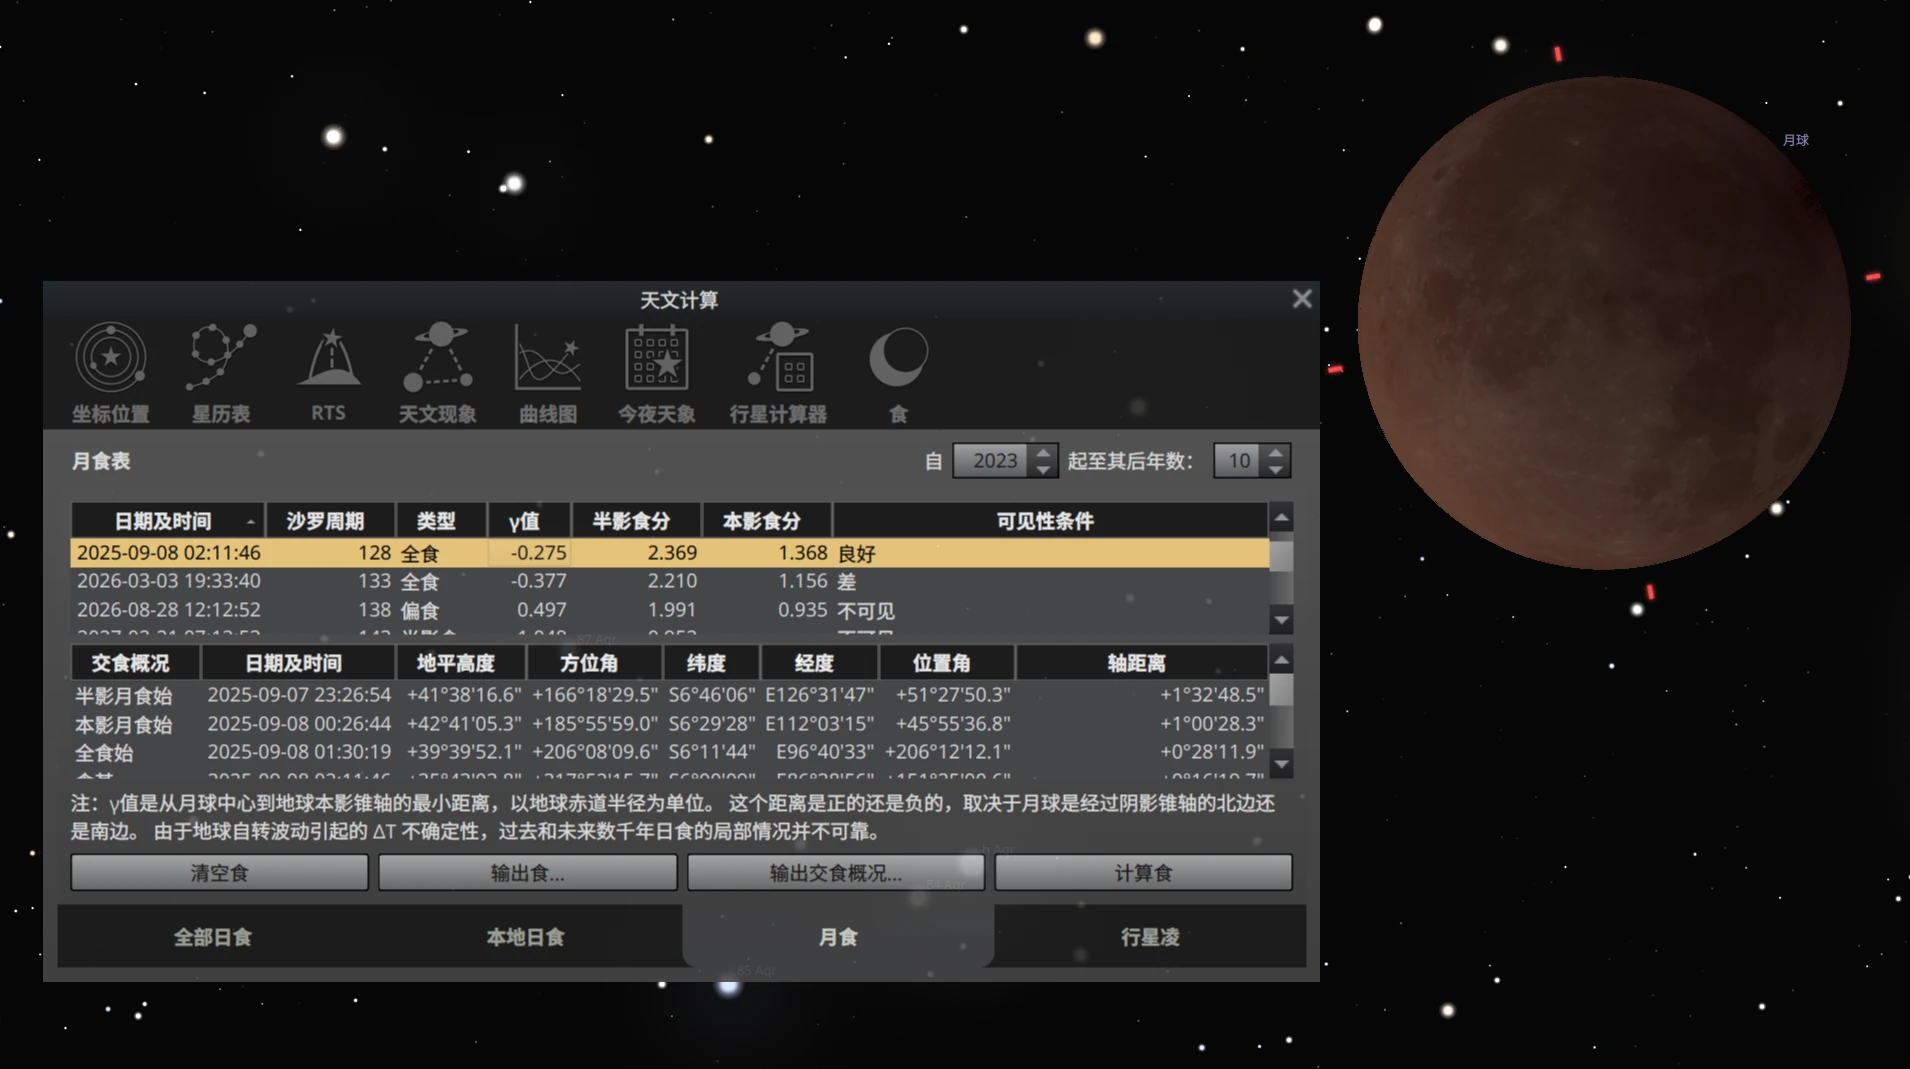 月球
天文计算
坐标位置 星历表 RTS 天文现象 曲线图 今夜天象 行星计算器 食
月食表 自 2023 起至其后年数: 10
日期及时间 沙罗周期 类型 γ值 半影食分 本影食分 可见性条件
2025-09-08 02:11:46 128 全食 -0.275 2.369 1.368 良好
2026-03-03 19:33:40 133 全食 -0.377 2.210 1.156 差
2026-08-28 12:12:52 138 偏食 0.497 1.991 0.935 不可见
87 Aqr
交食概况 日期及时间 地平高度 方位角 纬度 经度 位置角 轴距离
半影月食始 2025-09-07 23:26:54 +41°38'16.6" +166°18'29.5" S6°46'06" E126°31'47" +51°27'50.3" +1°32'48.5"
本影月食始 2025-09-08 00:26:44 +42°41'05.3" +185°55'59.0" S6°29'28" E112°03'15" +45°55'36.8" +1°00'28.3"
全食始 2025-09-08 01:30:19 +39°39'52.1" +206°08'09.6" S6°11'44" E96°40'33" +206°12'12.1" +0°28'11.9"
注：γ值是从月球中心到地球本影锥轴的最小距离，以地球赤道半径为单位。 这个距离是正的还是负的，取决于月球是经过阴影锥轴的北边还
是南边。 由于地球自转波动引起的 ΔT 不确定性，过去和未来数千年日食的局部情况并不可靠。
h Aqr
清空食 输出食... 输出交食概况... 计算食
84 Aqr
全部日食 本地日食 月食 行星凌
85 Aqr